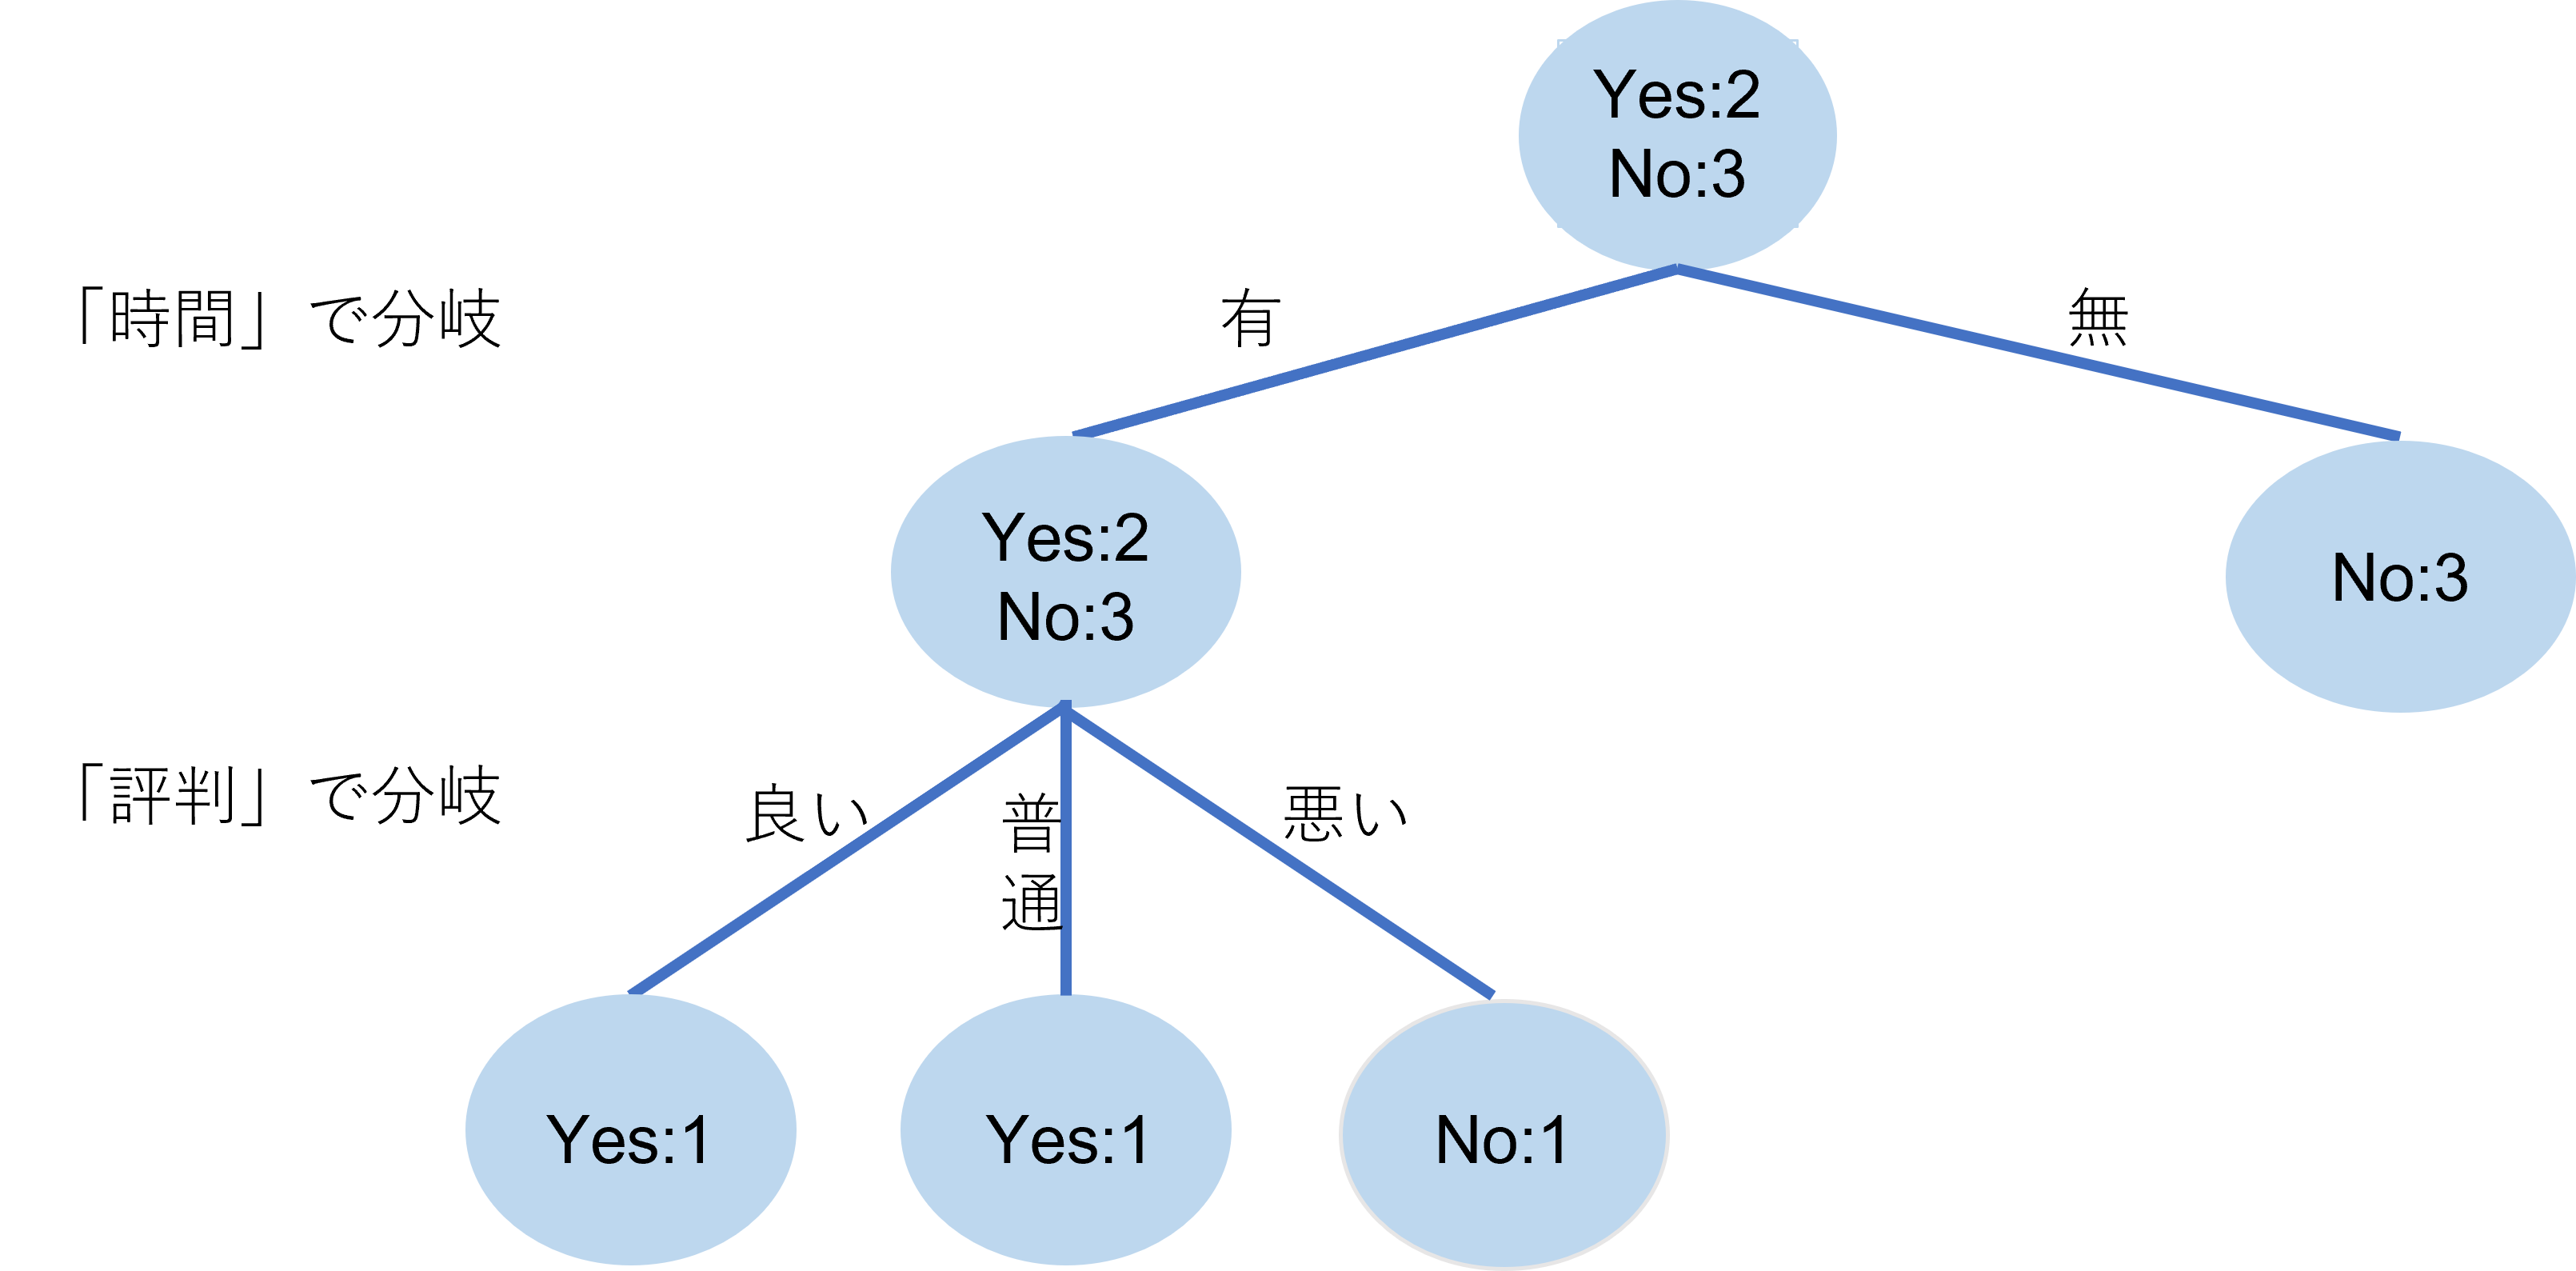 Yes:2
No:3
「時間」で分岐
有
無
Yes:2
No:3
No:3
「評判」で分岐
良い
普
通
悪い
Yes:1
Yes:1
No:1